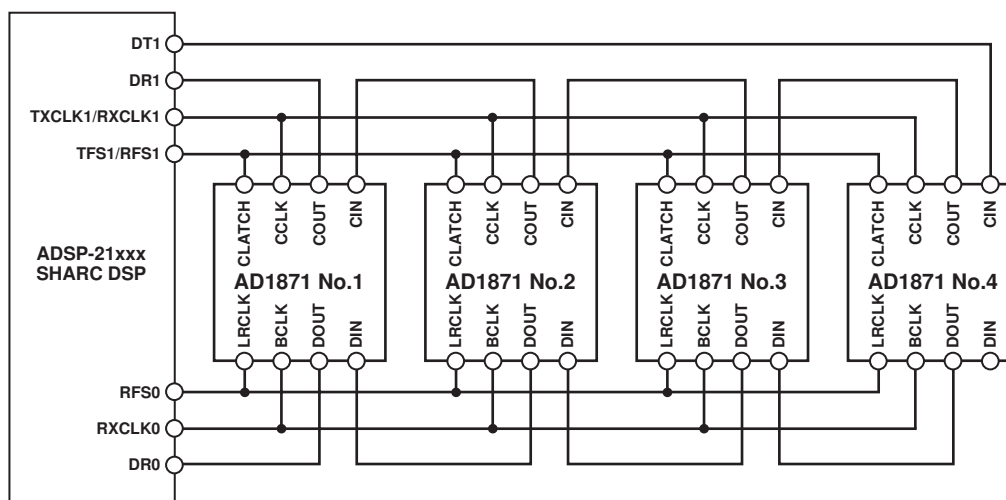 DT1
DR1
TXCLK1/RXCLK1
TFS1/RFS1
ADSP-21xxx
SHARC DSP
RFS0
RXCLK0
DR0
CLATCH
CCLK
COUT
CIN
AD1871 No.1
LRCLK
BCLK
DOUT
DIN
CLATCH
CCLK
COUT
CIN
AD1871 No.2
LRCLK
BCLK
DOUT
DIN
CLATCH
CCLK
COUT
CIN
AD1871 No.3
LRCLK
BCLK
DOUT
DIN
CLATCH
CCLK
COUT
CIN
AD1871 No.4
LRCLK
BCLK
DOUT
DIN